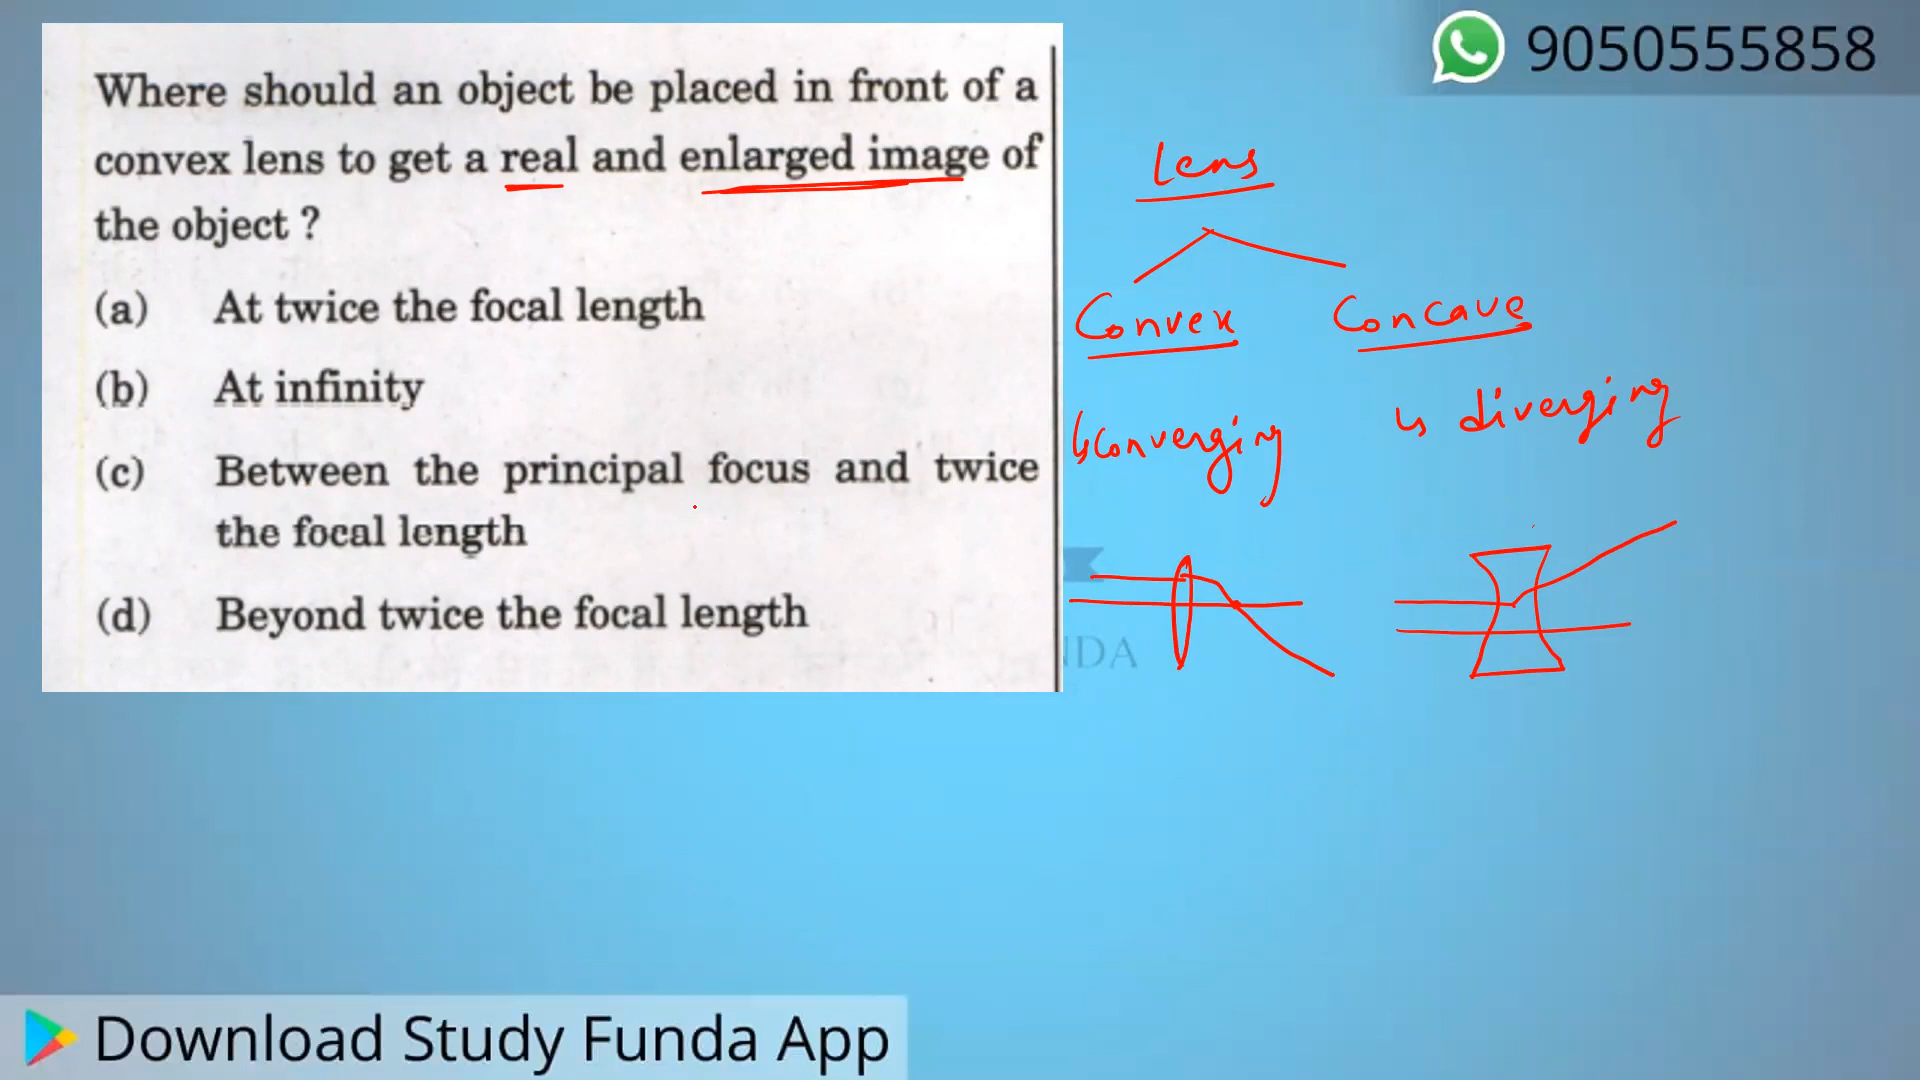 9050555858
Where should an object be placed in front of a
convex lens to get a real and enlarged image of
the object ?
(a) At twice the focal length
(b) At infinity
(c) Between the principal focus and twice
the focal length
(d) Beyond twice the focal length
Lens
Convex Concave
↳ converging ↳ diverging
NDA
Download Study Funda App